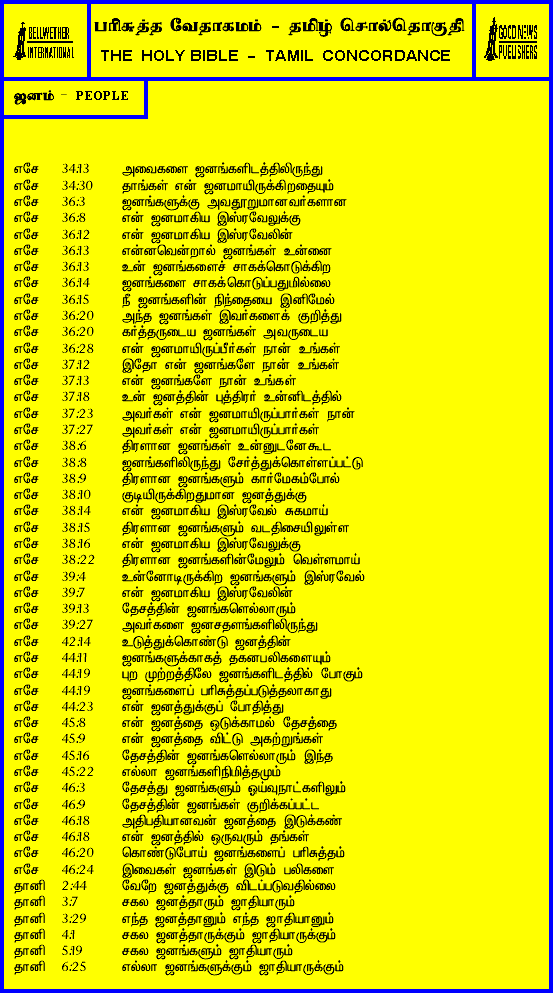 BELLWETHER INTERNATIONAL
பரிசுத்த வேதாகமம் - தமிழ் சொல்தொகுதி
THE HOLY BIBLE - TAMIL CONCORDANCE
GOOD NEWS PUBLISHERS
ஜனம் - PEOPLE
எசே 34:13 அவைகளை ஜனங்களிடத்திலிருந்து
எசே 34:30 தாங்கள் என் ஜனமாயிருக்கிறதையும்
எசே 36:3 ஜனங்களுக்கு அவதூறுமானவர்களான
எசே 36:8 என் ஜனமாகிய இஸ்ரவேலுக்கு
எசே 36:12 என் ஜனமாகிய இஸ்ரவேலின்
எசே 36:13 என்னவென்றால் ஜனங்கள் உன்னை
எசே 36:13 உன் ஜனங்களைச் சாகக்கொடுக்கிற
எசே 36:14 ஜனங்களை சாகக்கொடுப்பதுமில்லை
எசே 36:15 நீ ஜனங்களின் நிந்தையை இனிமேல்
எசே 36:20 அந்த ஜனங்கள் இவர்களைக் குறித்து
எசே 36:20 கர்த்தருடைய ஜனங்கள் அவருடைய
எசே 36:28 என் ஜனமாயிருப்பீர்கள் நான் உங்கள்
எசே 37:12 இதோ என் ஜனங்களே நான் உங்கள்
எசே 37:13 என் ஜனங்களே நான் உங்கள்
எசே 37:18 உன் ஜனத்தின் புத்திரர் உன்னிடத்தில்
எசே 37:23 அவர்கள் என் ஜனமாயிருப்பார்கள் நான்
எசே 37:27 அவர்கள் என் ஜனமாயிருப்பார்கள்
எசே 38:6 திரளான ஜனங்கள் உன்னுடனேகூட
எசே 38:8 ஜனங்களிலிருந்து சேர்த்துக்கொள்ளப்பட்டு
எசே 38:9 திரளான ஜனங்களும் கார்மேகம்போல்
எசே 38:10 குடியிருக்கிறதுமான ஜனத்துக்கு
எசே 38:14 என் ஜனமாகிய இஸ்ரவேல் சுகமாய்
எசே 38:15 திரளான ஜனங்களும் வடதிசையிலுள்ள
எசே 38:16 என் ஜனமாகிய இஸ்ரவேலுக்கு
எசே 38:22 திரளான ஜனங்களின்மேலும் வெள்ளமாய்
எசே 39:4 உன்னோடிருக்கிற ஜனங்களும் இஸ்ரவேல்
எசே 39:7 என் ஜனமாகிய இஸ்ரவேலின்
எசே 39:13 தேசத்தின் ஜனங்களெல்லாரும்
எசே 39:27 அவர்களை ஜனசதளங்களிலிருந்து
எசே 42:14 உடுத்துக்கொண்டு ஜனத்தின்
எசே 44:11 ஜனங்களுக்காகத் தகனபலிகளையும்
எசே 44:19 புற முற்றத்திலே ஜனங்களிடத்தில் போகும்
எசே 44:19 ஜனங்களைப் பரிசுத்தப்படுத்தலாகாது
எசே 44:23 என் ஜனத்துக்குப் போதித்து
எசே 45:8 என் ஜனத்தை ஒடுக்காமல் தேசத்தை
எசே 45:9 என் ஜனத்தை விட்டு அகற்றுங்கள்
எசே 45:16 தேசத்தின் ஜனங்களெல்லாரும் இந்த
எசே 45:22 எல்லா ஜனங்களிநிமித்தமும்
எசே 46:3 தேசத்து ஜனங்களும் ஓய்வுநாட்களிலும்
எசே 46:9 தேசத்தின் ஜனங்கள் குறிக்கப்பட்ட
எசே 46:18 அதிபதியானவன் ஜனத்தை இடுக்கண்
எசே 46:18 என் ஜனத்தில் ஒருவரும் தங்கள்
எசே 46:20 கொண்டுபோய் ஜனங்களைப் பரிசுத்தம்
எசே 46:24 இவைகள் ஜனங்கள் இடும் பலிகளை
தானி 2:44 வேறே ஜனத்துக்கு விடப்படுவதில்லை
தானி 3:7 சகல ஜனத்தாரும் ஜாதியாரும்
தானி 3:29 எந்த ஜனத்தானும் எந்த ஜாதியானும்
தானி 4:1 சகல ஜனத்தாருக்கும் ஜாதியாருக்கும்
தானி 5:19 சகல ஜனங்களும் ஜாதியாரும்
தானி 6:25 எல்லா ஜனங்களுக்கும் ஜாதியாருக்கும்